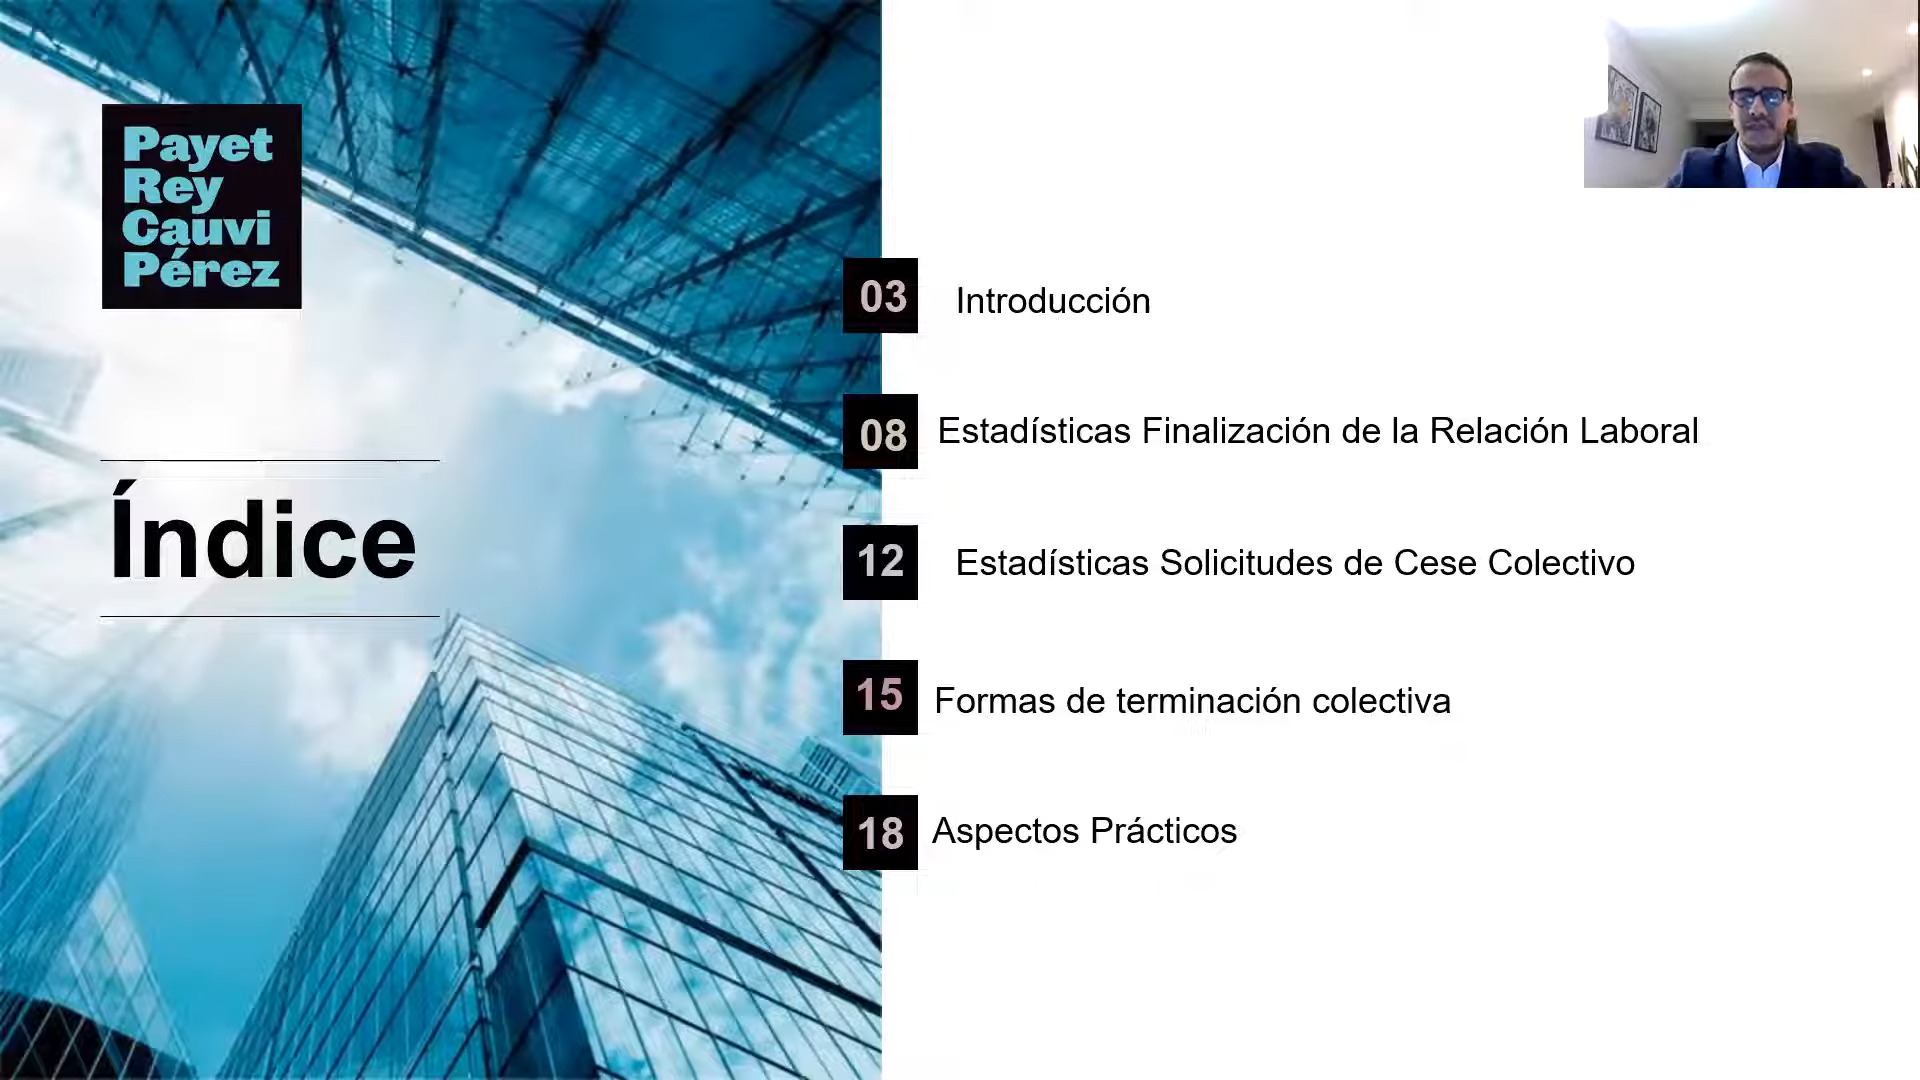 Payet
Rey
Cauvi
Pérez
Índice
03 Introducción
08 Estadísticas Finalización de la Relación Laboral
12 Estadísticas Solicitudes de Cese Colectivo
15 Formas de terminación colectiva
18 Aspectos Prácticos